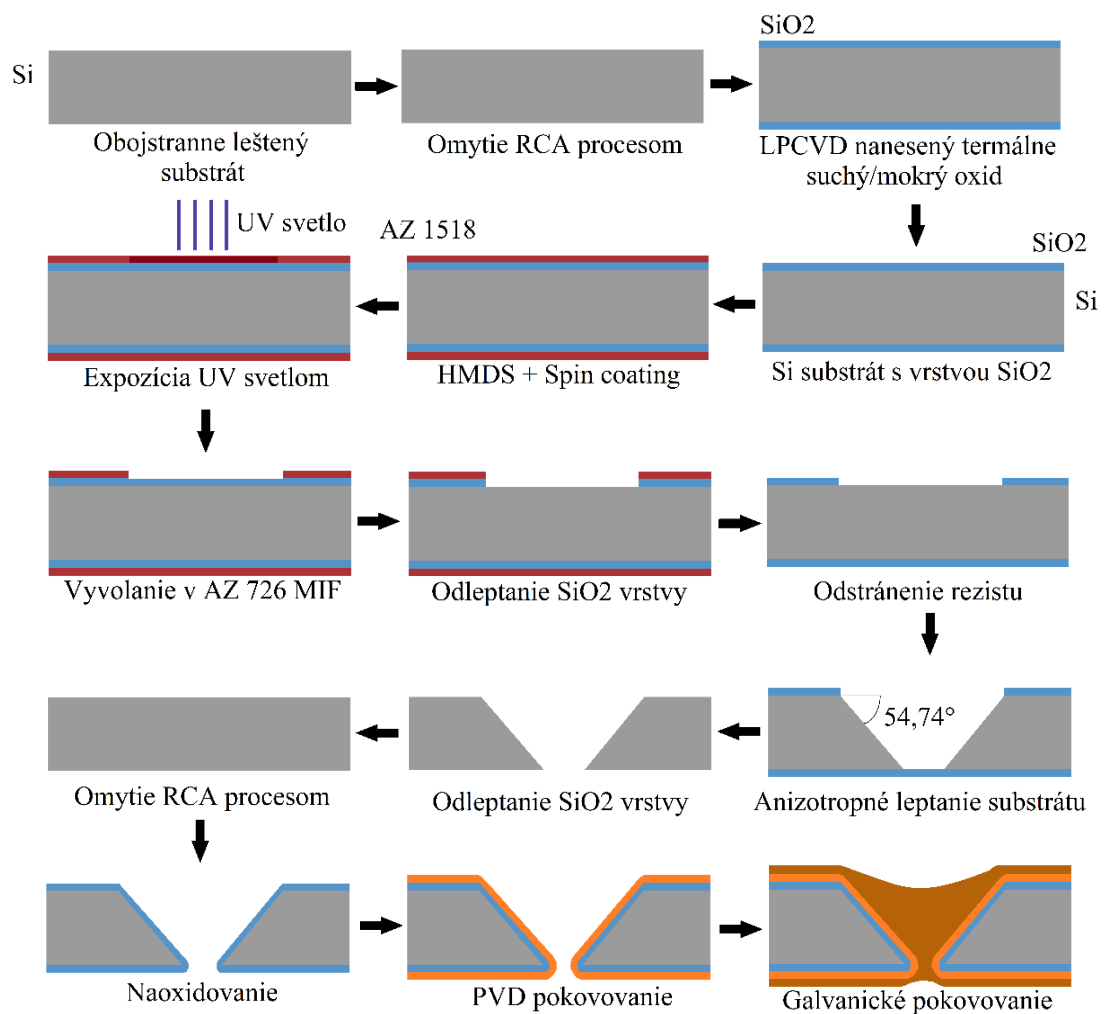 Si
Obojstranne leštený
substrát
Omytie RCA procesom
SiO2
LPCVD nanesený termálne
suchý/mokrý oxid
SiO2
Si
Si substrát s vrstvou SiO2
AZ 1518
HMDS + Spin coating
UV svetlo
Expozícia UV svetlom
Vyvolanie v AZ 726 MIF
Odleptanie SiO2 vrstvy
Odstránenie rezistu
54,74°
Anizotropné leptanie substrátu
Odleptanie SiO2 vrstvy
Omytie RCA procesom
Naoxidovanie
PVD pokovovanie
Galvanické pokovovanie